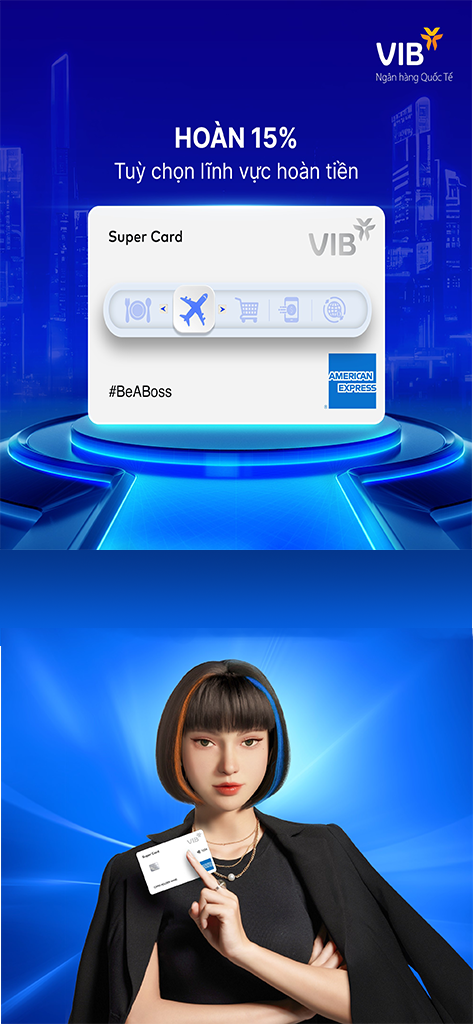 VIB
Ngân hàng Quốc Tế
HOÀN 15%
Tuỳ chọn lĩnh vực hoàn tiền
Super Card
VIB
#BeABoss
AMERICAN
EXPRESS
®
Super Card
VIB